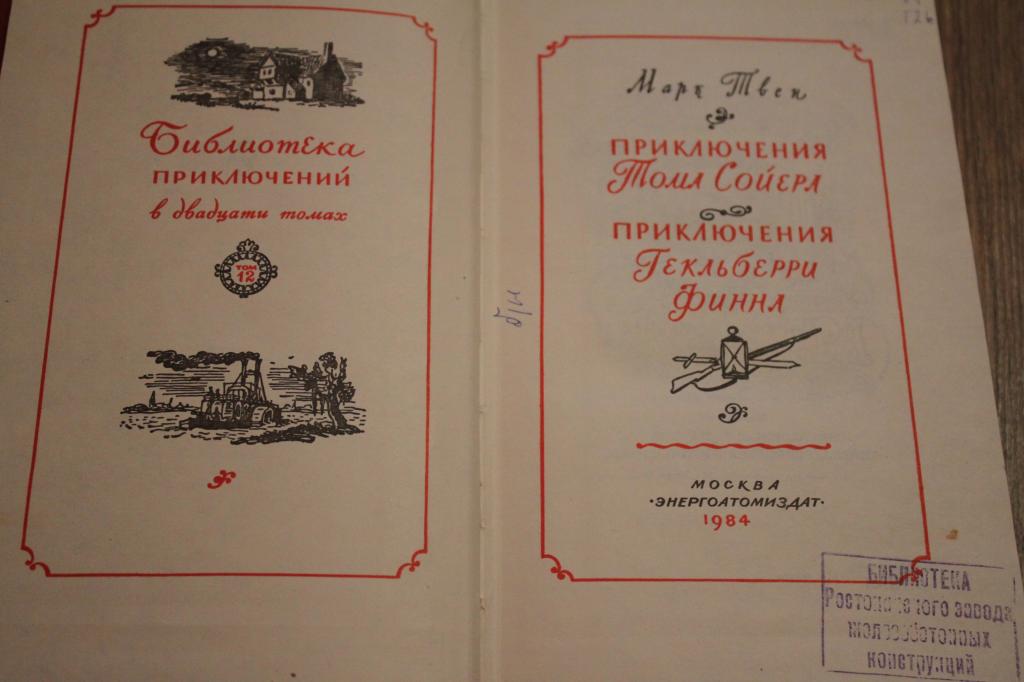 Библиотека
ПРИКЛЮЧЕНИЙ
в двадцати томах
ТОМ
12
б/н
Т26
Марк Твен
ПРИКЛЮЧЕНИЯ
Тома Сойера
ПРИКЛЮЧЕНИЯ
Гекльберри
Финна
МОСКВА
·ЭНЕРГОАТОМИЗДАТ·
1984
БИБЛИОТЕКА
завода
железобетонных
конструкций